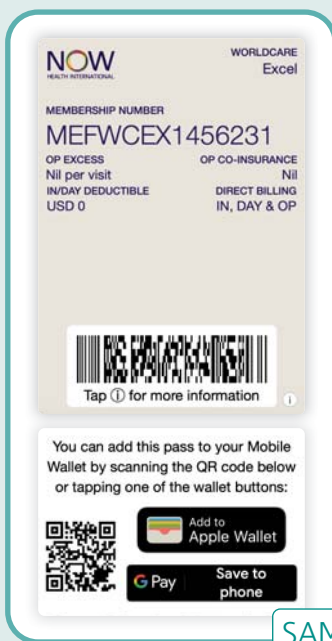 NOW
HEALTH INTERNATIONAL
WORLDCARE
Excel
MEMBERSHIP NUMBER
MEFWCEX1456231
OP EXCESS
OP CO-INSURANCE
Nil per visit
Nil
IN/DAY DEDUCTIBLE
DIRECT BILLING
USD 0
IN, DAY & OP
Tap ⓘ for more information
You can add this pass to your Mobile
Wallet by scanning the QR code below
or tapping one of the wallet buttons:
Add to
Apple Wallet
G Pay
Save to
phone
SAN